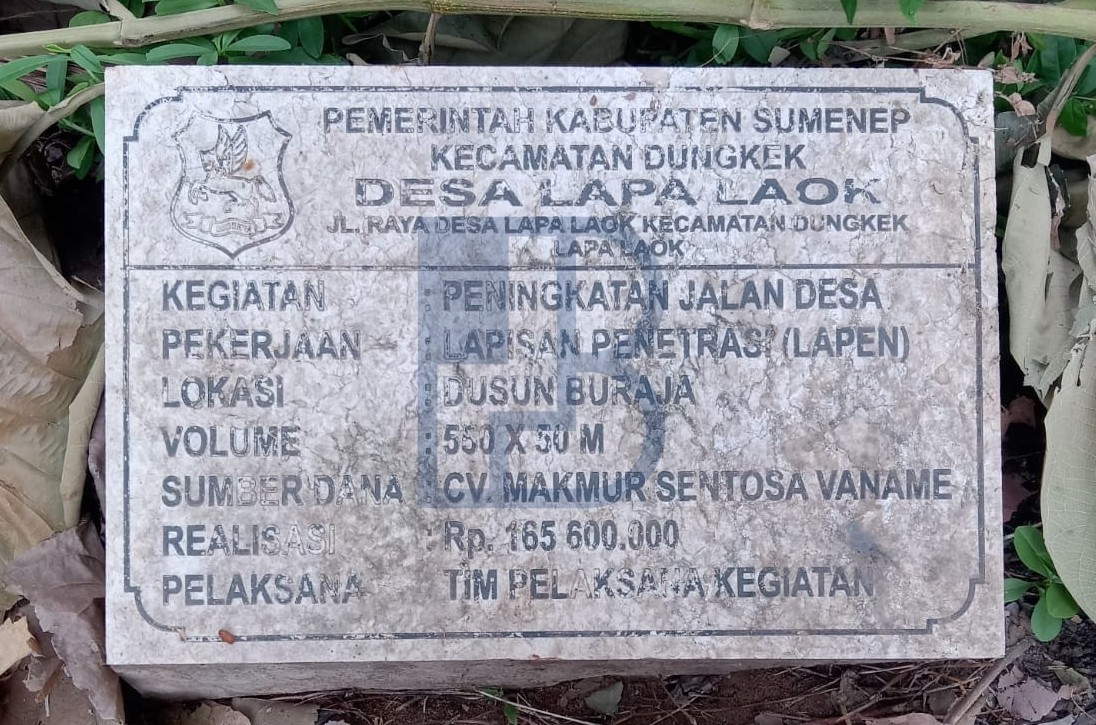 PEMERINTAH KABUPATEN SUMENEP
KECAMATAN DUNGKEK
DESA LAPA LAOK
JL. RAYA DESA LAPA LAOK KECAMATAN DUNGKEK
LAPA LAOK
KEGIATAN : PENINGKATAN JALAN DESA
PEKERJAAN : LAPISAN PENETRASI (LAPEN)
LOKASI : DUSUN BURAJA
VOLUME : X M
SUMBER DANA : CV. MAKMUR SENTOSA VANAME
REALISASI : Rp. 165 600.000
PELAKSANA TIM PELAKSANA KEGIATAN